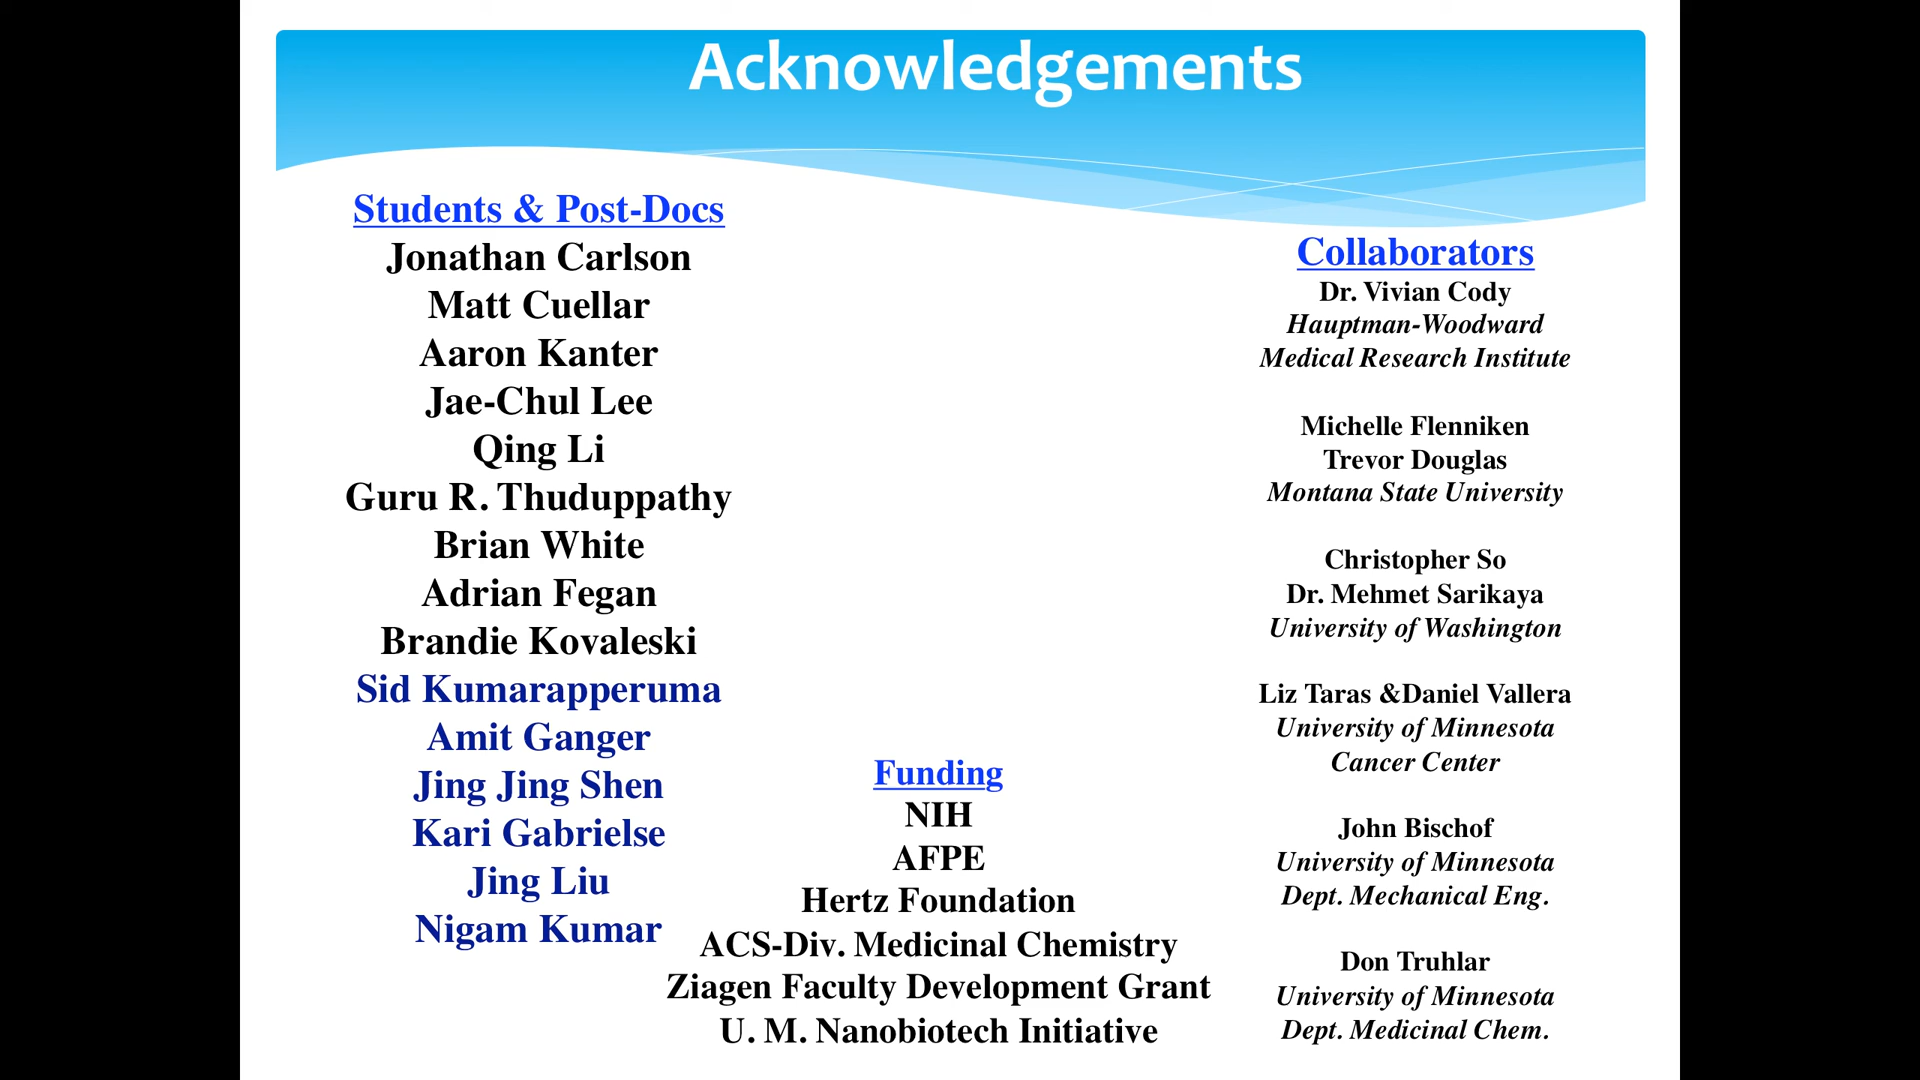 Acknowledgements
Students & Post-Docs
Jonathan Carlson
Matt Cuellar
Aaron Kanter
Jae-Chul Lee
Qing Li
Guru R. Thuduppathy
Brian White
Adrian Fegan
Brandie Kovaleski
Sid Kumarapperuma
Amit Ganger
Jing Jing Shen
Kari Gabrielse
Jing Liu
Nigam Kumar
Funding
NIH
AFPE
Hertz Foundation
ACS-Div. Medicinal Chemistry
Ziagen Faculty Development Grant
U. M. Nanobiotech Initiative
Collaborators
Dr. Vivian Cody
Hauptman-Woodward
Medical Research Institute
Michelle Flenniken
Trevor Douglas
Montana State University
Christopher So
Dr. Mehmet Sarikaya
University of Washington
Liz Taras &Daniel Vallera
University of Minnesota
Cancer Center
John Bischof
University of Minnesota
Dept. Mechanical Eng.
Don Truhlar
University of Minnesota
Dept. Medicinal Chem.